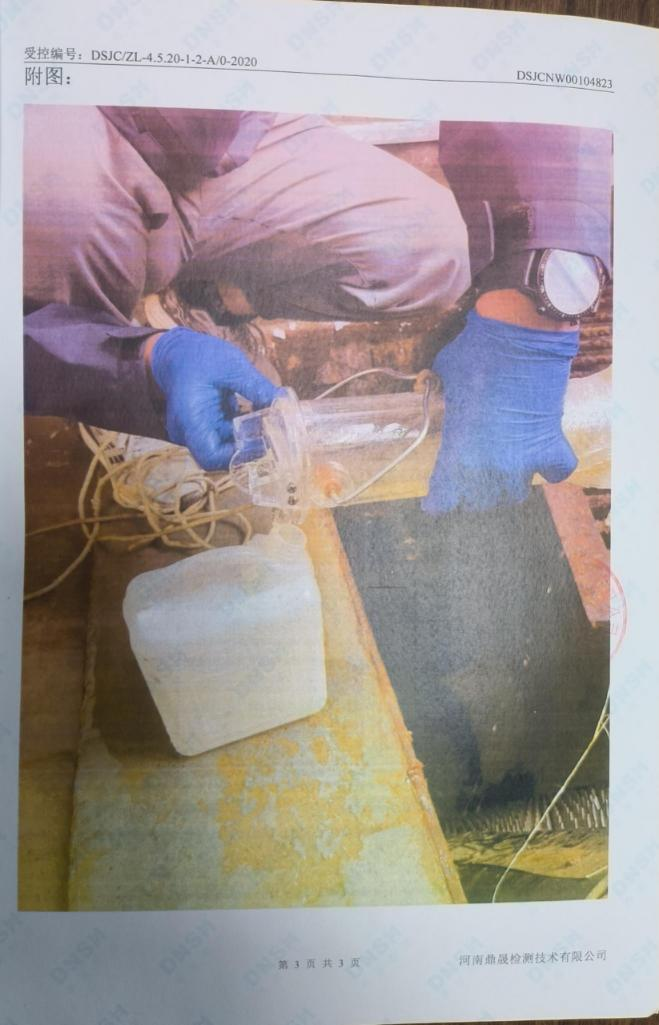 受控编号：DSJC/ZL-4.5.20-1-2-A/0-2020
DSJCNW00104823
附图：
第 3 页 共 3 页
河南鼎晟检测技术有限公司